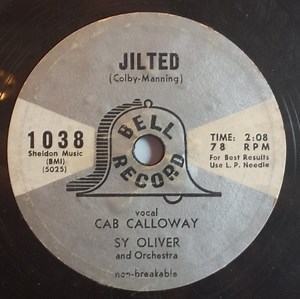 JILTED
(Colby-Manning)
1038
Sheldon Music
(BMI)
(5025)
BELL
RECORD
TIME: 2:08
78 RPM
For Best Results
Use L. P. Needle
vocal
CAB CALLOWAY
SY OLIVER
and Orchestra
non-breakable